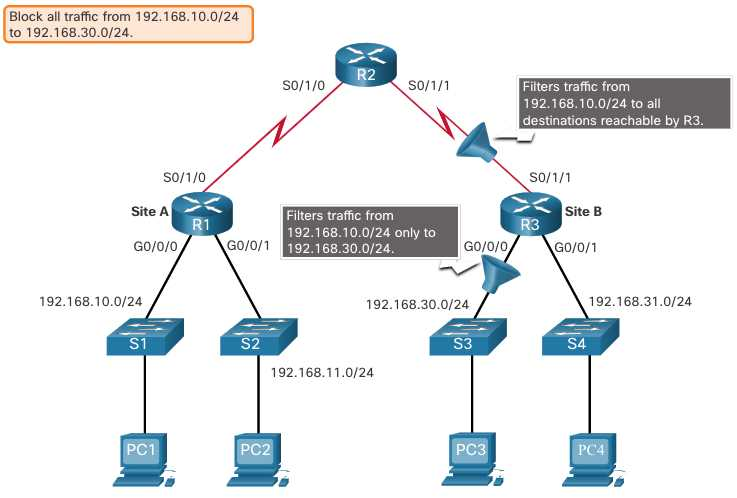 Block all traffic from 192.168.10.0/24
to 192.168.30.0/24.
R2
S0/1/0
S0/1/1
Filters traffic from
192.168.10.0/24 to all
destinations reachable by R3.
S0/1/0
S0/1/1
Site A
R1
Filters traffic from
192.168.10.0/24 only to
192.168.30.0/24.
R3
Site B
G0/0/0
G0/0/1
G0/0/0
G0/0/1
192.168.10.0/24
192.168.30.0/24
192.168.31.0/24
S1
S2
S3
S4
192.168.11.0/24
PC1
PC2
PC3
PC4